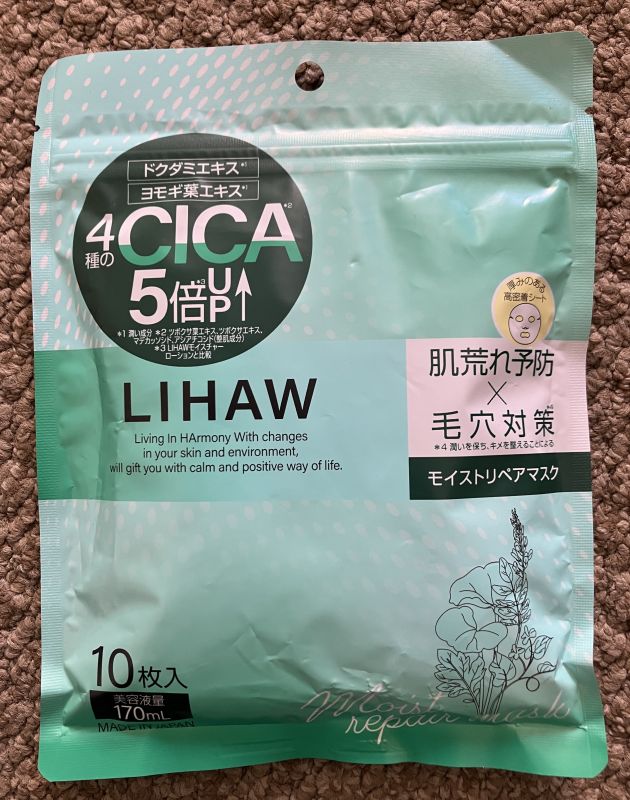 ドクダミエキス*1
ヨモギ葉エキス*1
4種の
CICA*2
5倍*3UP↑
*1 潤い成分 *2 ツボクサ葉エキス、ツボクサエキス、
マデカッソシド、アシアチコシド(整肌成分)
*3 LIHAWモイスチャー
ローションと比較
厚みのある
高密着シート
LIHAW
Living In HArmony With changes
in your skin and environment,
will gift you with calm and positive way of life.
肌荒れ予防
×
毛穴対策*4
*4 潤いを保ち、キメを整えることによる
モイストリペアマスク
10枚入
美容液量
170mL
MADE IN JAPAN
Moist
repair mask